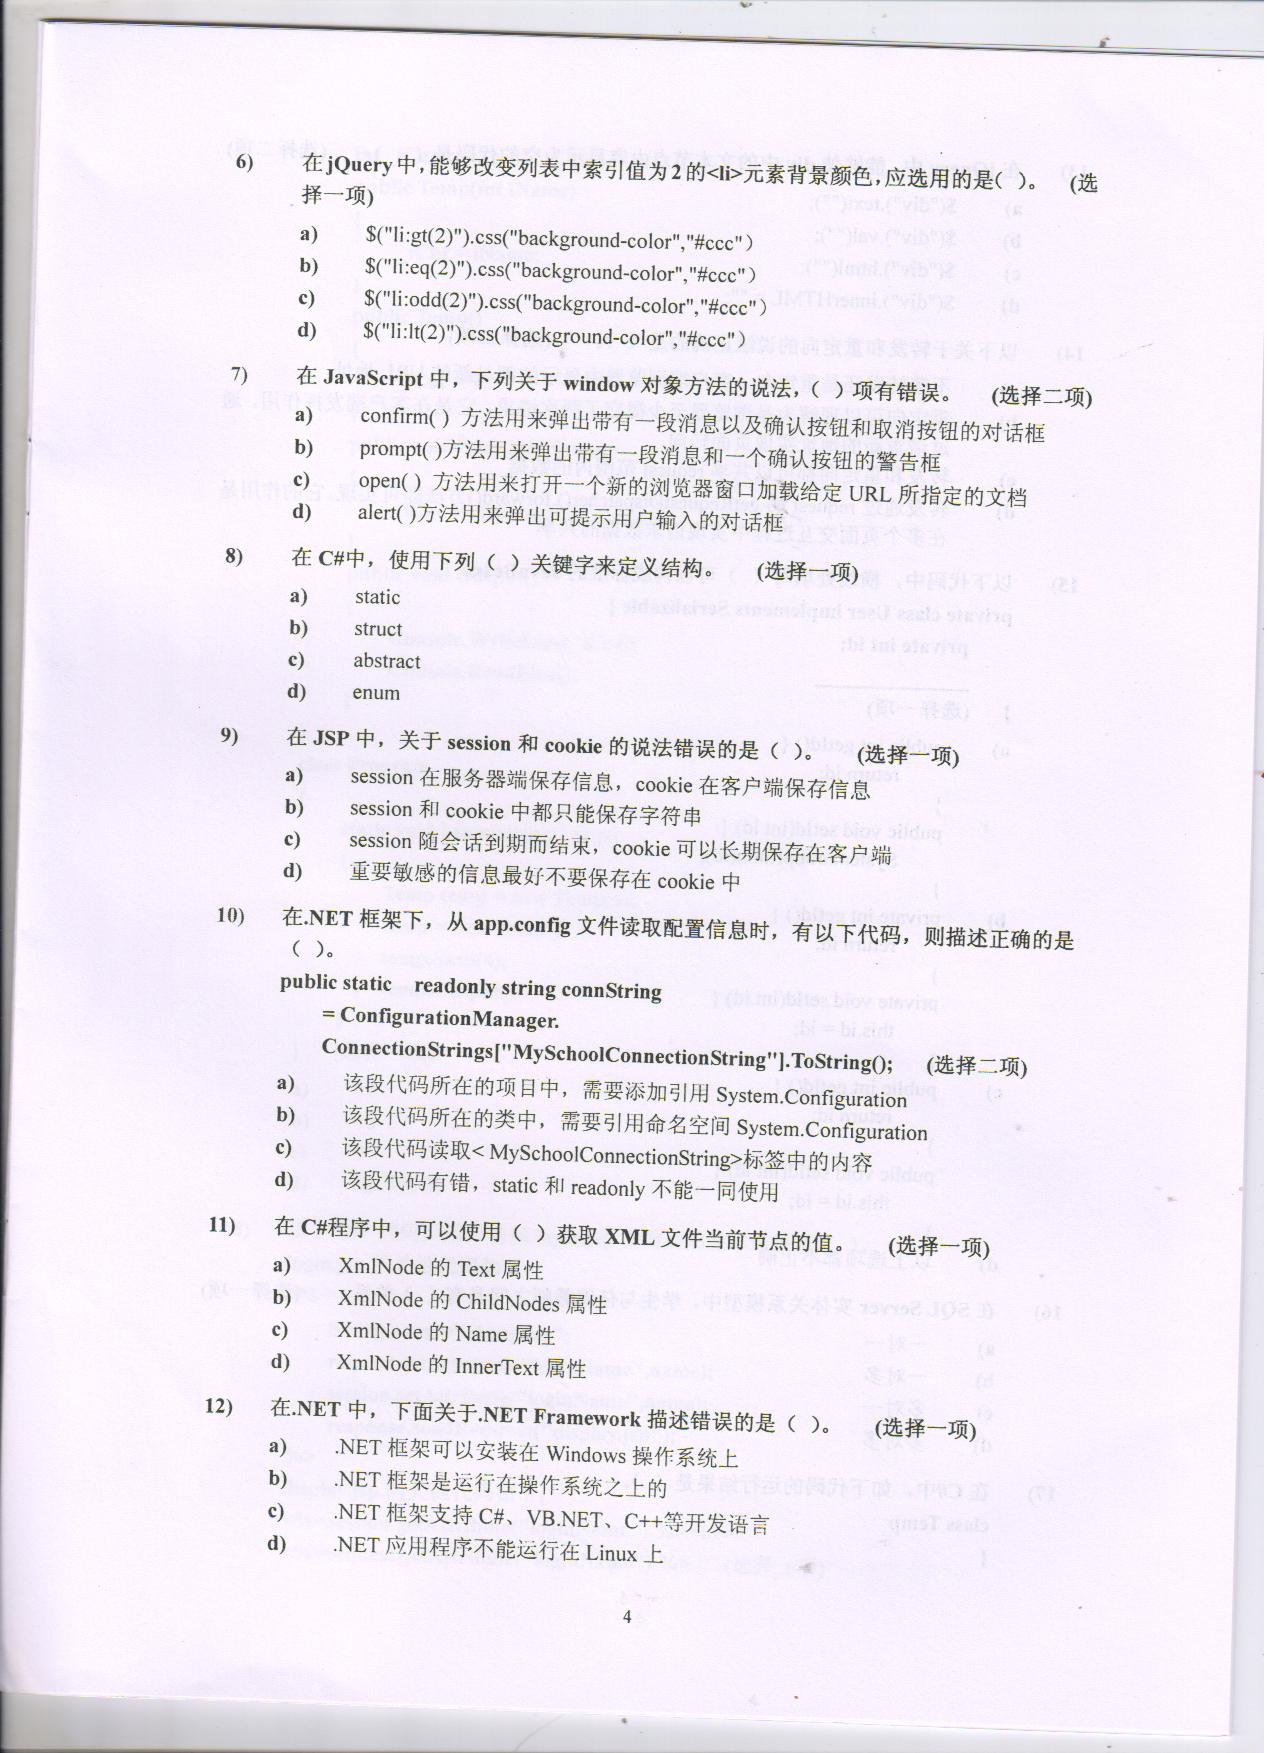 6) 在jQuery中,能够改变列表中索引值为2的<li>元素背景颜色,应选用的是( )。 (选
择一项)
a) $("li:gt(2)").css("background-color","#ccc")
b) $("li:eq(2)").css("background-color","#ccc")
c) $("li:odd(2)").css("background-color","#ccc")
d) $("li:lt(2)").css("background-color","#ccc")
7) 在 JavaScript 中，下列关于 window 对象方法的说法，( ) 项有错误。 (选择二项)
a) confirm( ) 方法用来弹出带有一段消息以及确认按钮和取消按钮的对话框
b) prompt( )方法用来弹出带有一段消息和一个确认按钮的警告框
c) open( ) 方法用来打开一个新的浏览器窗口加载给定 URL 所指定的文档
d) alert( )方法用来弹出可提示用户输入的对话框
8) 在 C#中，使用下列 ( ) 关键字来定义结构。 (选择一项)
a) static
b) struct
c) abstract
d) enum
9) 在 JSP 中，关于 session 和 cookie 的说法错误的是 ( )。 (选择一项)
a) session 在服务器端保存信息，cookie 在客户端保存信息
b) session 和 cookie 中都只能保存字符串
c) session 随会话到期而结束，cookie 可以长期保存在客户端
d) 重要敏感的信息最好不要保存在 cookie 中
10) 在.NET 框架下，从 app.config 文件读取配置信息时，有以下代码，则描述正确的是
( )。
public static readonly string connString
= ConfigurationManager.
ConnectionStrings["MySchoolConnectionString"].ToString(); (选择二项)
a) 该段代码所在的项目中，需要添加引用 System.Configuration
b) 该段代码所在的类中，需要引用命名空间 System.Configuration
c) 该段代码读取< MySchoolConnectionString>标签中的内容
d) 该段代码有错，static 和 readonly 不能一同使用
11) 在 C#程序中，可以使用 ( ) 获取 XML 文件当前节点的值。 (选择一项)
a) XmlNode 的 Text 属性
b) XmlNode 的 ChildNodes 属性
c) XmlNode 的 Name 属性
d) XmlNode 的 InnerText 属性
12) 在.NET 中，下面关于.NET Framework 描述错误的是 ( )。 (选择一项)
a) .NET 框架可以安装在 Windows 操作系统上
b) .NET 框架是运行在操作系统之上的
c) .NET 框架支持 C#、VB.NET、C++等开发语言
d) .NET 应用程序不能运行在 Linux 上
4